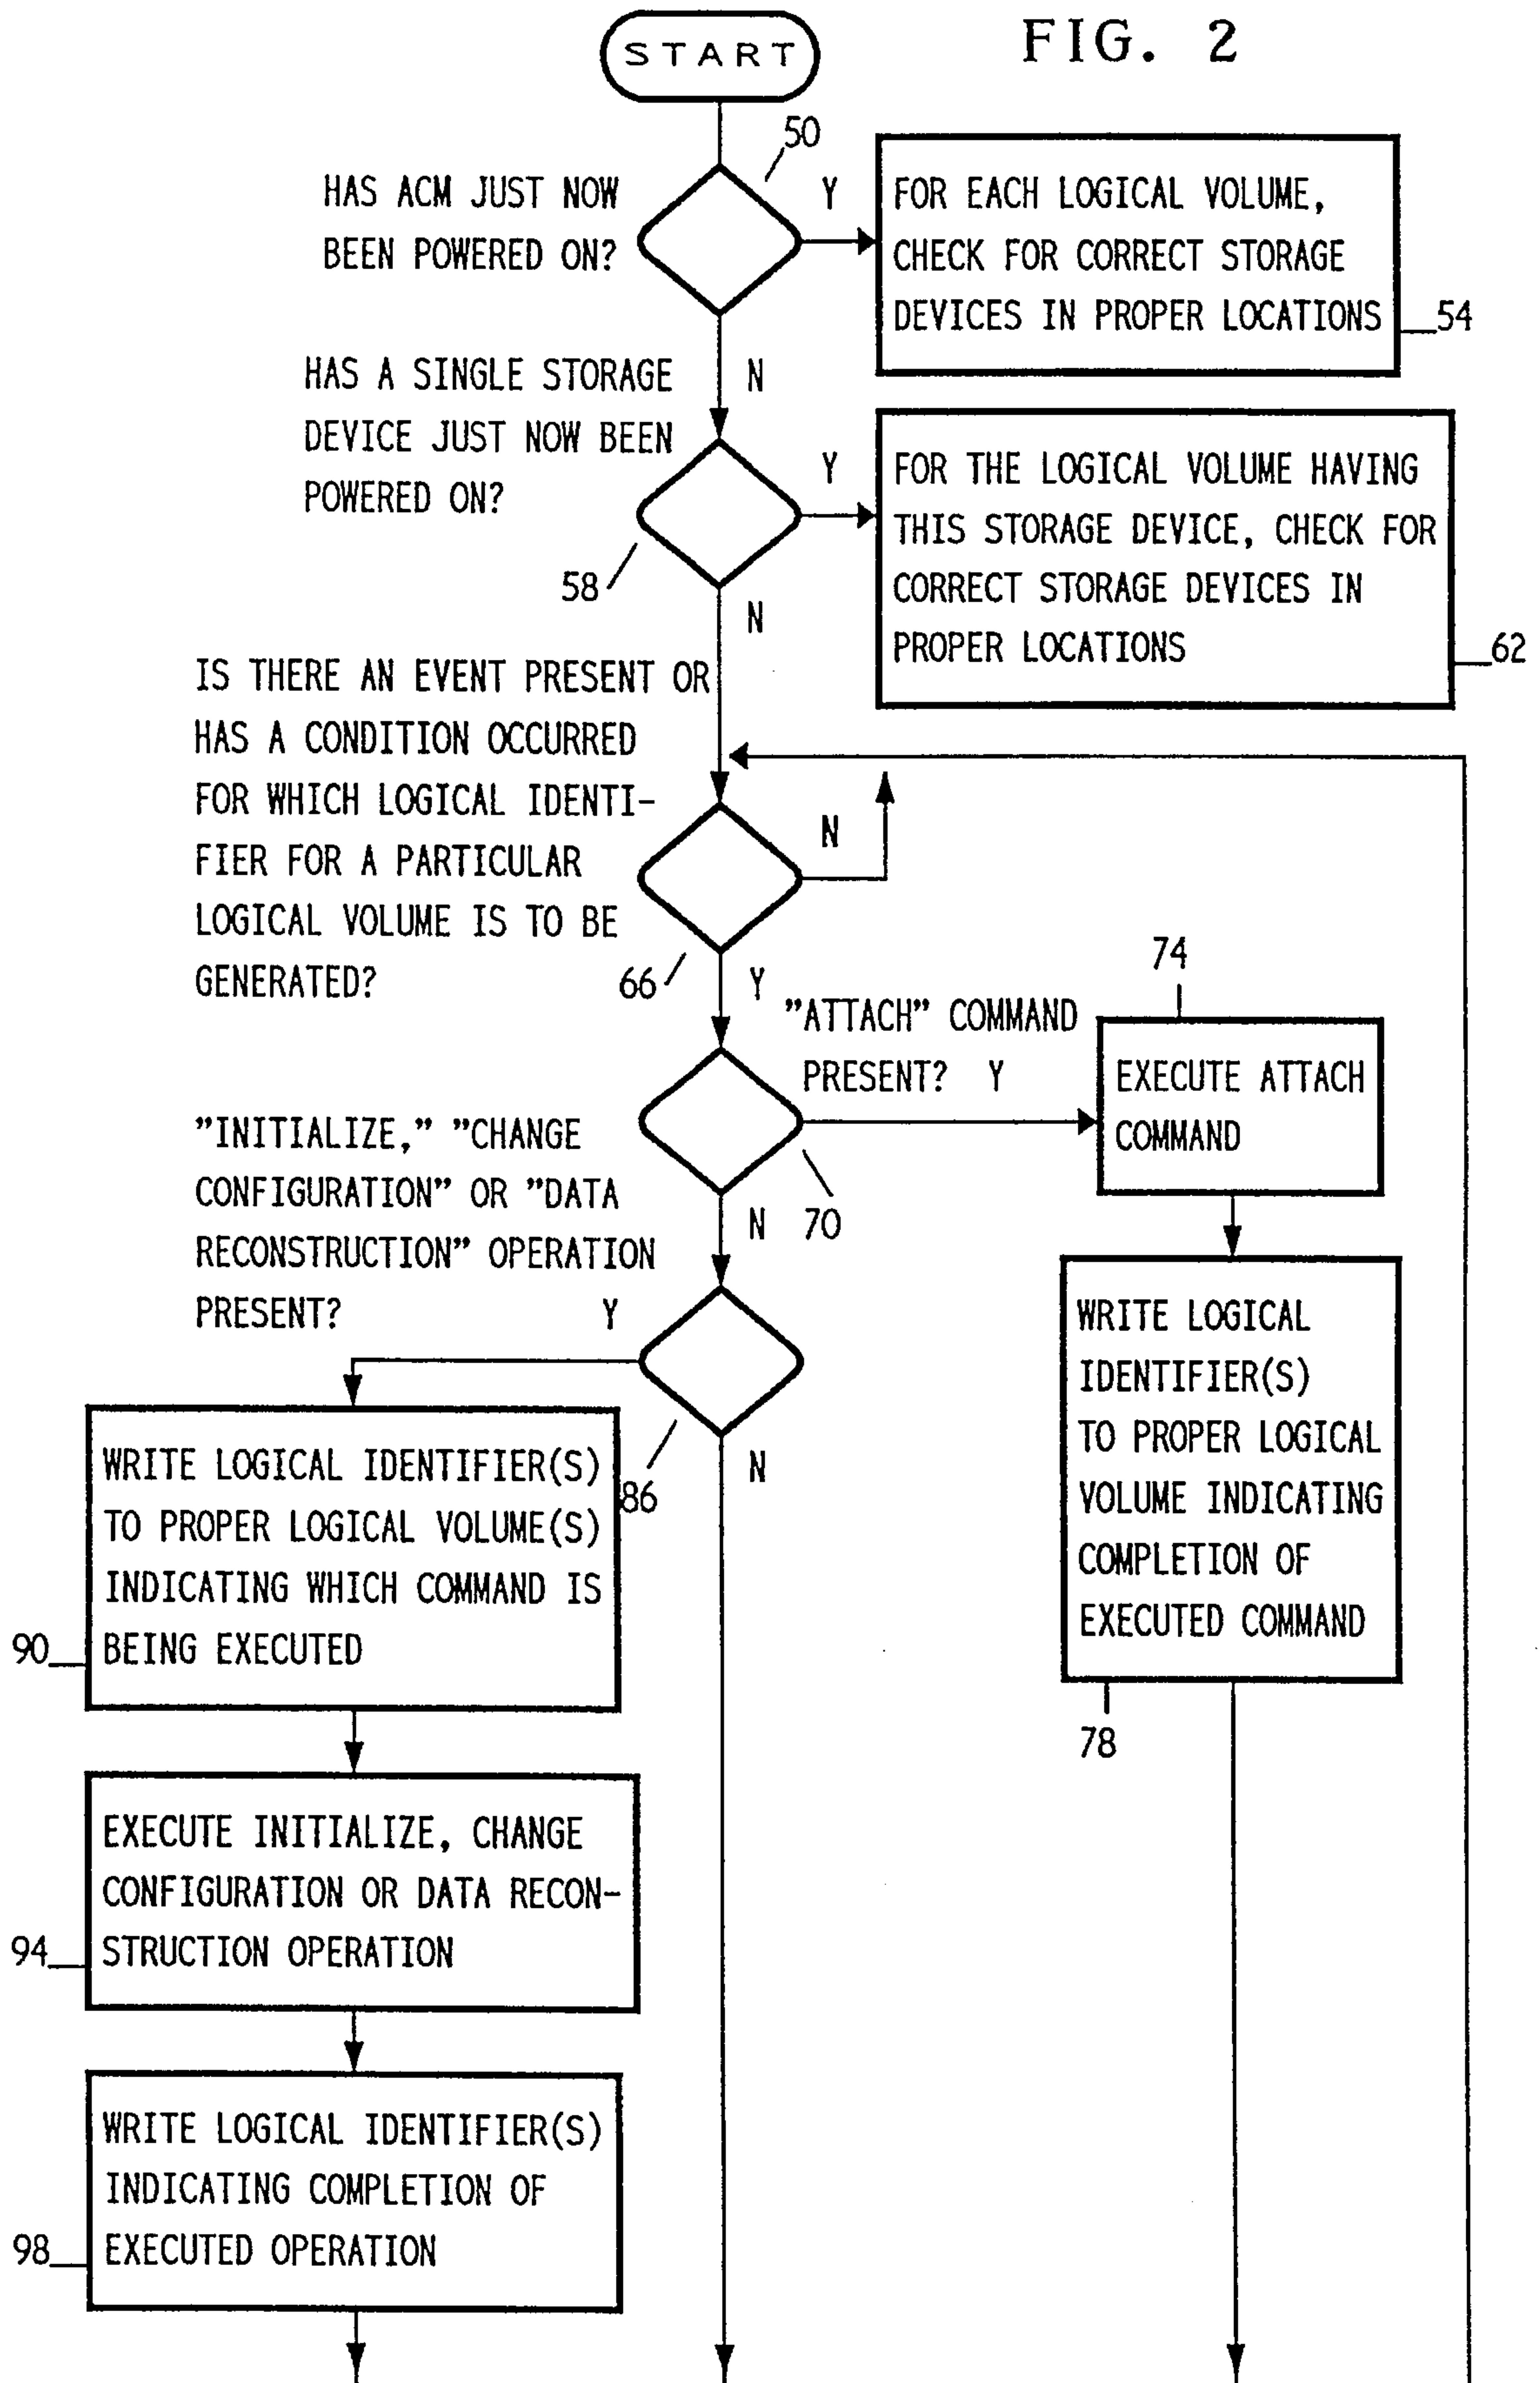 START
FIG. 2
50
HAS ACM JUST NOW
BEEN POWERED ON?
Y
FOR EACH LOGICAL VOLUME,
CHECK FOR CORRECT STORAGE
DEVICES IN PROPER LOCATIONS
54
HAS A SINGLE STORAGE
DEVICE JUST NOW BEEN
POWERED ON?
N
Y
FOR THE LOGICAL VOLUME HAVING
THIS STORAGE DEVICE, CHECK FOR
CORRECT STORAGE DEVICES IN
PROPER LOCATIONS
62
58
N
IS THERE AN EVENT PRESENT OR
HAS A CONDITION OCCURRED
FOR WHICH LOGICAL IDENTI-
FIER FOR A PARTICULAR
LOGICAL VOLUME IS TO BE
GENERATED?
N
66
Y
"ATTACH" COMMAND
PRESENT? Y
74
EXECUTE ATTACH
COMMAND
70
N
"INITIALIZE," "CHANGE
CONFIGURATION" OR "DATA
RECONSTRUCTION" OPERATION
PRESENT? Y
WRITE LOGICAL
IDENTIFIER(S)
TO PROPER LOGICAL
VOLUME INDICATING
COMPLETION OF
EXECUTED COMMAND
78
86
N
WRITE LOGICAL IDENTIFIER(S)
TO PROPER LOGICAL VOLUME(S)
INDICATING WHICH COMMAND IS
BEING EXECUTED
90
EXECUTE INITIALIZE, CHANGE
CONFIGURATION OR DATA RECON-
STRUCTION OPERATION
94
WRITE LOGICAL IDENTIFIER(S)
INDICATING COMPLETION OF
EXECUTED OPERATION
98